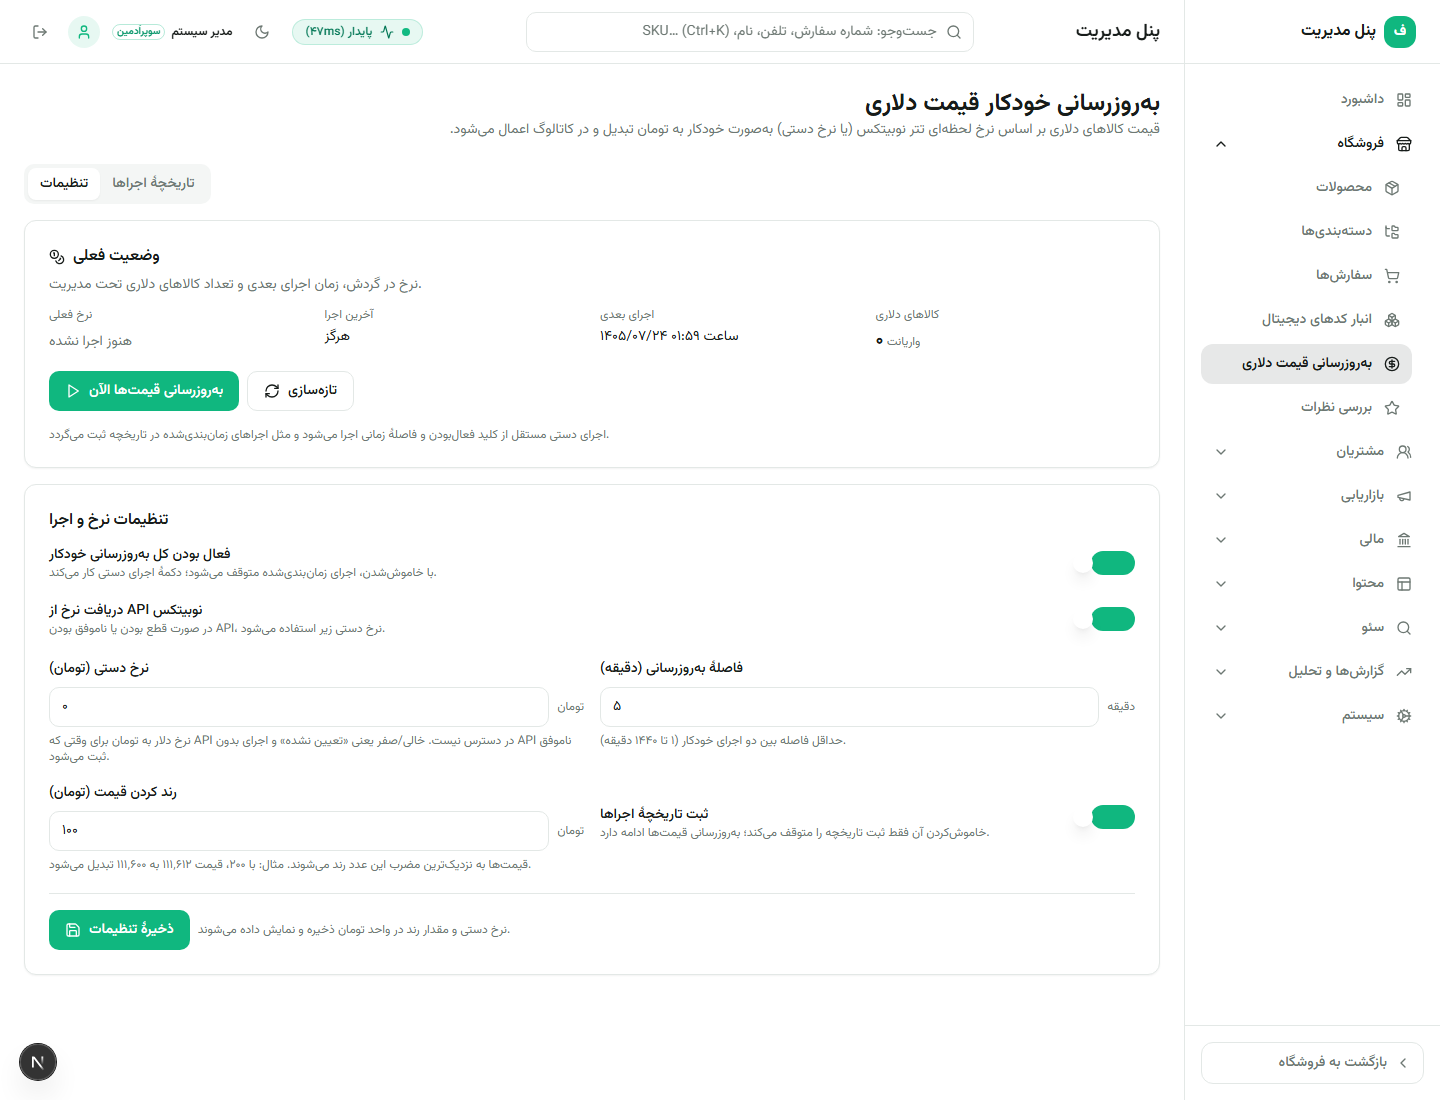 ف پنل مدیریت
پنل مدیریت
جست‌وجو: شماره سفارش، تلفن، نام، SKU... (Ctrl+K)
پایدار (۴۷ms)
مدیر سیستم سوپرادمین
داشبورد
فروشگاه
محصولات
دسته‌بندی‌ها
سفارش‌ها
انبار کدهای دیجیتال
به‌روزرسانی قیمت دلاری
بررسی نظرات
مشتریان
بازاریابی
مالی
محتوا
سئو
گزارش‌ها و تحلیل
سیستم
بازگشت به فروشگاه
به‌روزرسانی خودکار قیمت دلاری
قیمت کالاهای دلاری بر اساس نرخ لحظه‌ای تتر نوبیتکس (یا نرخ دستی) به‌صورت خودکار به تومان تبدیل و در کاتالوگ اعمال می‌شود.
تاریخچهٔ اجراها
تنظیمات
وضعیت فعلی
نرخ در گردش، زمان اجرای بعدی و تعداد کالاهای دلاری تحت مدیریت.
نرخ فعلی
هنوز اجرا نشده
آخرین اجرا
هرگز
اجرای بعدی
۱۴۰۵/۰۷/۲۴ ساعت ۰۱:۵۹
کالاهای دلاری
۰ واریانت
به‌روزرسانی قیمت‌ها الآن
تازه‌سازی
اجرای دستی مستقل از کلید فعال‌بودن و فاصلهٔ زمانی اجرا می‌شود و مثل اجراهای زمان‌بندی‌شده در تاریخچه ثبت می‌گردد.
تنظیمات نرخ و اجرا
فعال بودن کل به‌روزرسانی خودکار
با خاموش‌شدن، اجرای زمان‌بندی‌شده متوقف می‌شود؛ دکمهٔ اجرای دستی کار می‌کند.
دریافت نرخ از API نوبیتکس
در صورت قطع بودن یا ناموفق بودن API، نرخ دستی زیر استفاده می‌شود.
نرخ دستی (تومان)
۰
تومان
نرخ دلار به تومان برای وقتی که API در دسترس نیست. خالی/صفر یعنی «تعیین نشده» و اجرای بدون API ناموفق
ثبت می‌شود.
فاصلهٔ به‌روزرسانی (دقیقه)
۵
دقیقه
حداقل فاصله بین دو اجرای خودکار (۱ تا ۱۴۴۰ دقیقه).
رند کردن قیمت (تومان)
۱۰۰
تومان
قیمت‌ها به نزدیک‌ترین مضرب این عدد رند می‌شوند. مثال: با ۲۰۰، قیمت ۱۱۱,۶۱۲ به ۱۱۱,۶۰۰ تبدیل می‌شود.
ثبت تاریخچهٔ اجراها
خاموش‌کردن آن فقط ثبت تاریخچه را متوقف می‌کند؛ به‌روزرسانی قیمت‌ها ادامه دارد.
ذخیرهٔ تنظیمات
نرخ دستی و مقدار رند در واحد تومان ذخیره و نمایش داده می‌شوند.
N